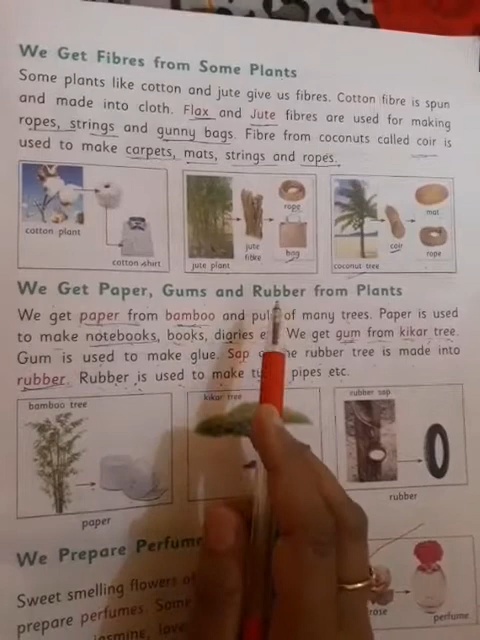 We Get Fibres from Some Plants
Some plants like cotton and jute give us fibres. Cotton fibre is spun
and made into cloth. Flax and Jute fibres are used for making
ropes, strings and gunny bags. Fibre from coconuts called coir is
used to make carpets, mats, strings and ropes.
cotton plant
cotton shirt
jute plant
jute
fibre
rope
bag
coconut tree
coir
mat
rope
We Get Paper, Gums and Rubber from Plants
We get paper from bamboo and pul of many trees. Paper is used
to make notebooks, books, diaries e We get gum from kikar tree.
Gum is used to make glue. Sap he rubber tree is made into
rubber. Rubber is used to make pipes etc.
bamboo tree
paper
kikar tree
rubber sap
rubber
We Prepare Perfume
Sweet smelling flowers
prepare perfumes. Some
rose
perfume